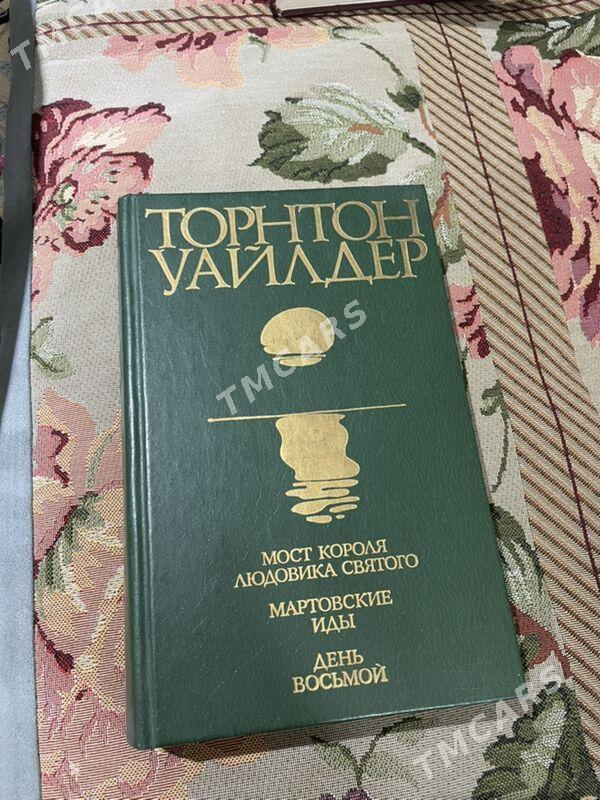 TMCARS
ТОРНТОН
УАЙЛДЕР
TMCARS
МОСТ КОРОЛЯ
ЛЮДОВИКА СВЯТОГО
МАРТОВСКИЕ
ИДЫ
ДЕНЬ
ВОСЬМОЙ
TMCARS